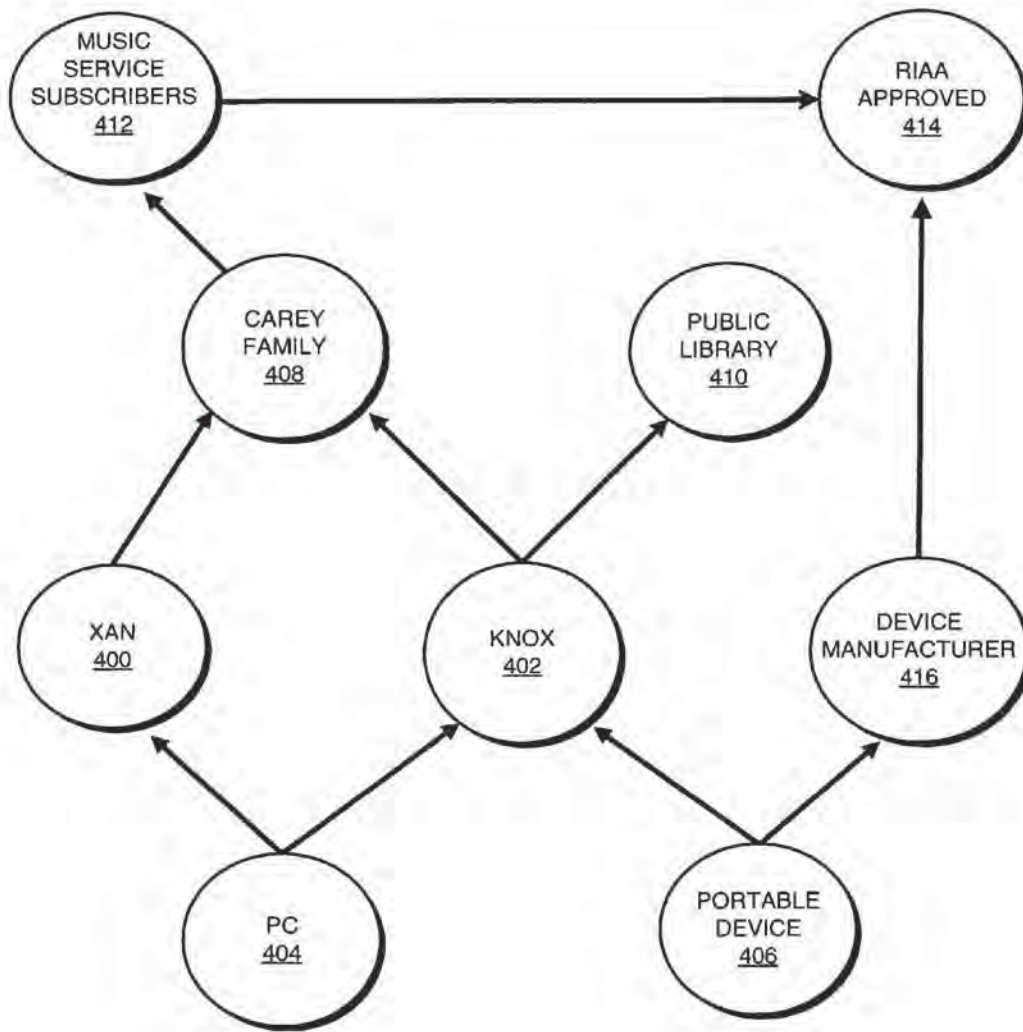 MUSIC
SERVICE
SUBSCRIBERS
412
RIAA
APPROVED
414
CAREY
FAMILY
408
PUBLIC
LIBRARY
410
XAN
400
KNOX
402
DEVICE
MANUFACTURER
416
PC
404
PORTABLE
DEVICE
406